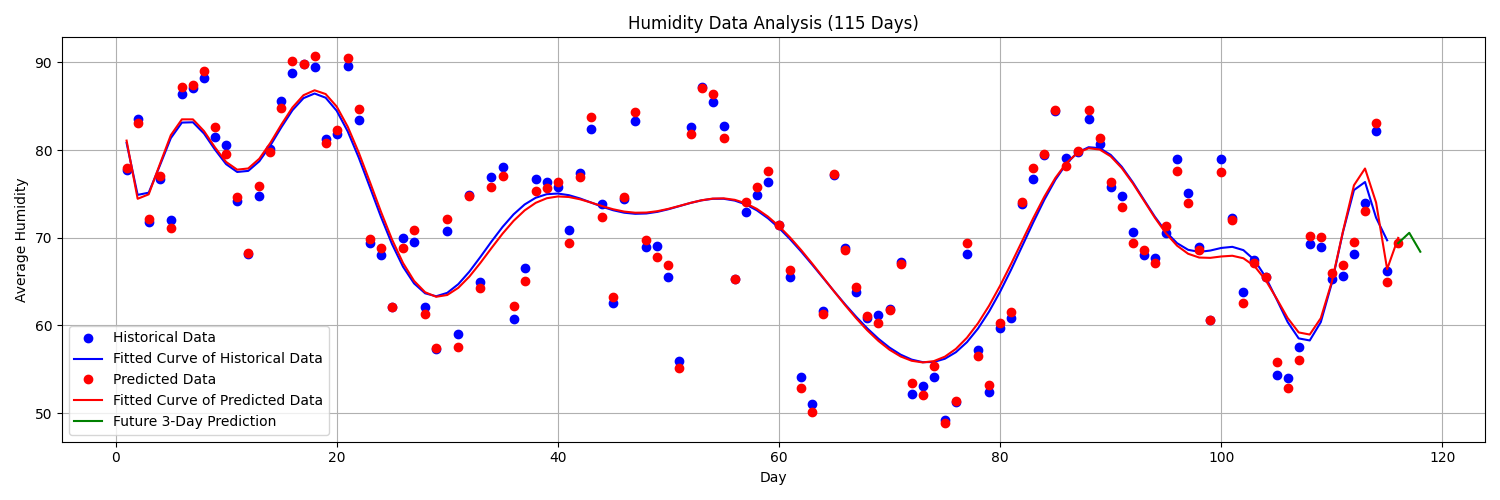 Humidity Data Analysis (115 Days)
Average Humidity
90
80
70
60
50
Historical Data
Fitted Curve of Historical Data
Predicted Data
Fitted Curve of Predicted Data
Future 3-Day Prediction
0 20 40 60 80 100 120
Day